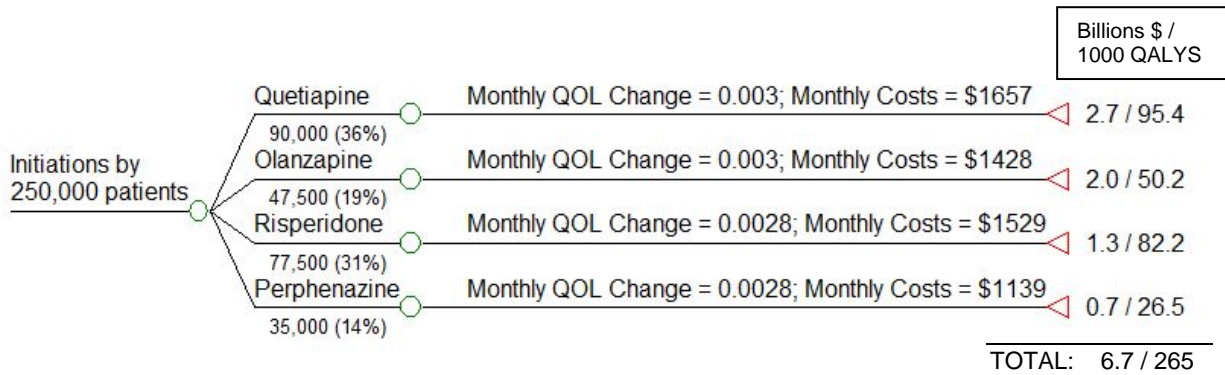 Billions $ /
1000 QALYS
Quetiapine
Monthly QOL Change = 0.003; Monthly Costs = $1657
2.7 / 95.4
90,000 (36%)
Initiations by
250,000 patients
Olanzapine
Monthly QOL Change = 0.003; Monthly Costs = $1428
2.0 / 50.2
47,500 (19%)
Risperidone
Monthly QOL Change = 0.0028; Monthly Costs = $1529
1.3 / 82.2
77,500 (31%)
Perphenazine
Monthly QOL Change = 0.0028; Monthly Costs = $1139
0.7 / 26.5
35,000 (14%)
TOTAL: 6.7 / 265